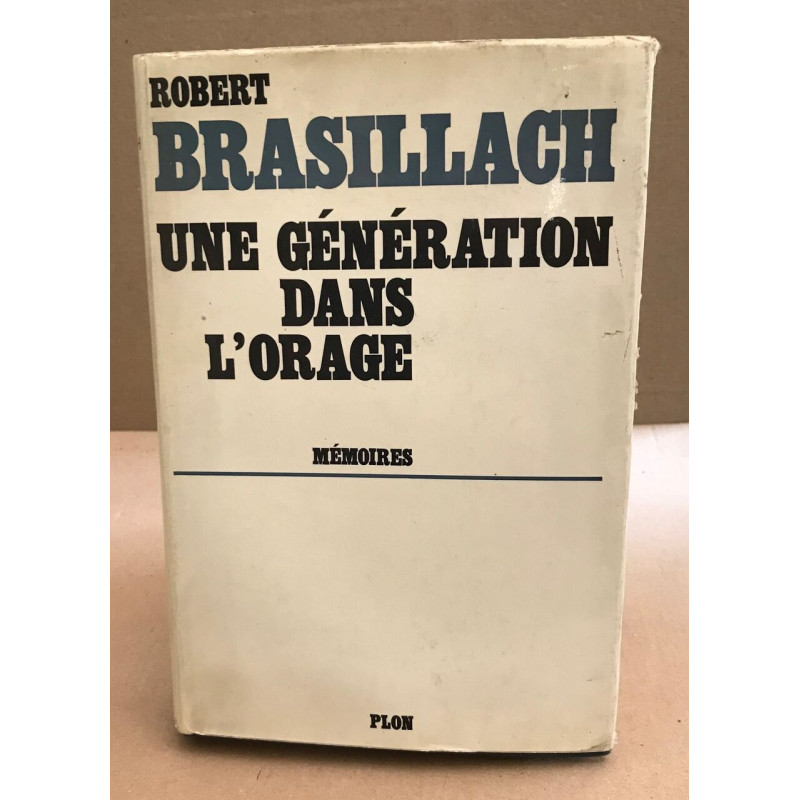 ROBERT
BRASILLACH
UNE GÉNÉRATION
DANS
L'ORAGE
MÉMOIRES
PLON